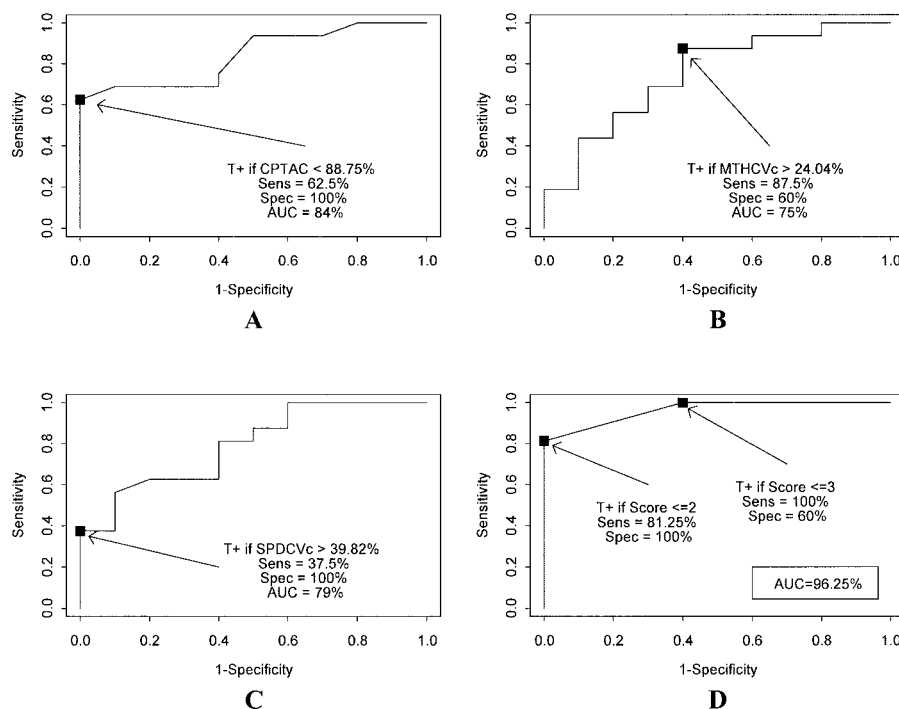 1.0
0.8
0.6
0.4
0.2
0.0
Sensitivity
T+ if CPTAC < 88.75%
Sens = 62.5%
Spec = 100%
AUC = 84%
0.0 0.2 0.4 0.6 0.8 1.0
1-Specificity
A
1.0
0.8
0.6
0.4
0.2
0.0
Sensitivity
T+ if MTHCVc > 24.04%
Sens = 87.5%
Spec = 60%
AUC = 75%
0.0 0.2 0.4 0.6 0.8 1.0
1-Specificity
B
1.0
0.8
0.6
0.4
0.2
0.0
Sensitivity
T+ if SPDCVc > 39.82%
Sens = 37.5%
Spec = 100%
AUC = 79%
0.0 0.2 0.4 0.6 0.8 1.0
1-Specificity
C
1.0
0.8
0.6
0.4
0.2
0.0
Sensitivity
T+ if Score <=2
Sens = 81.25%
Spec = 100%
T+ if Score <=3
Sens = 100%
Spec = 60%
AUC=96.25%
0.0 0.2 0.4 0.6 0.8 1.0
1-Specificity
D